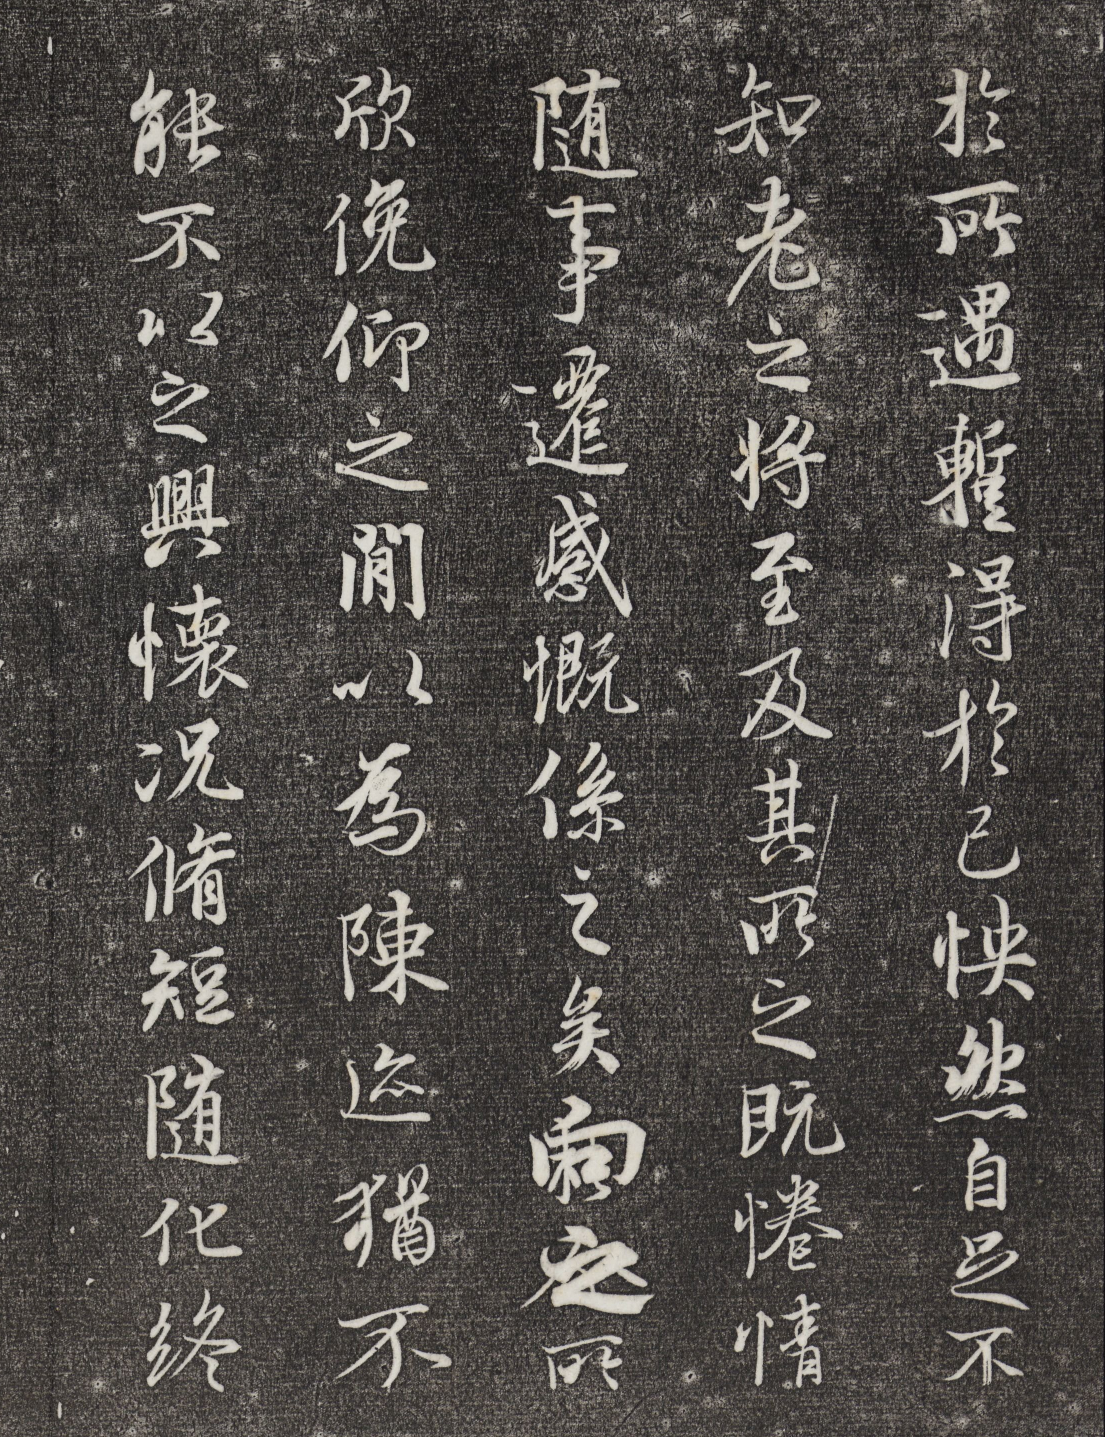 於所遇蹔得於己怏然自足不
知老之將至及其所之既惓情
隨事遷感慨係之矣向之所
欣俛仰之閒以為陳迹猶不
能不以之興懷況脩短隨化終